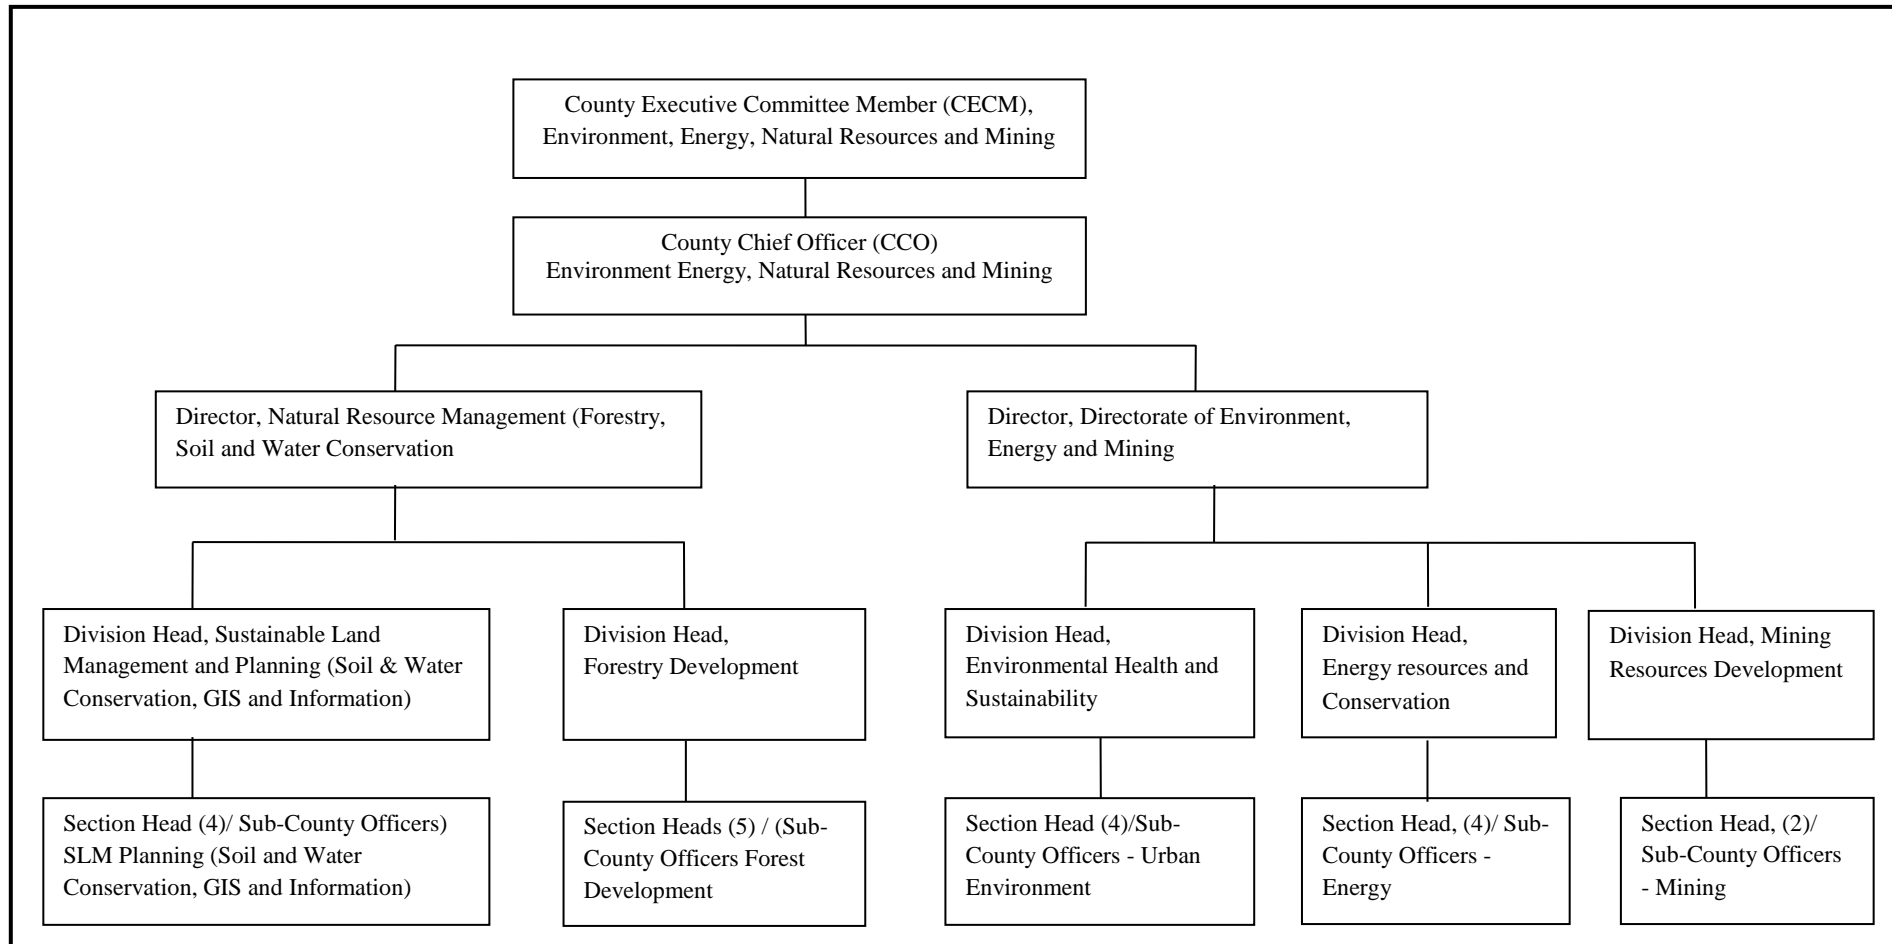 County Executive Committee Member (CECM),
Environment, Energy, Natural Resources and Mining
County Chief Officer (CCO)
Environment Energy, Natural Resources and Mining
Director, Natural Resource Management (Forestry,
Soil and Water Conservation
Director, Directorate of Environment,
Energy and Mining
Division Head, Sustainable Land
Management and Planning (Soil & Water
Conservation, GIS and Information)
Division Head,
Forestry Development
Division Head,
Environmental Health and
Sustainability
Division Head,
Energy resources and
Conservation
Division Head, Mining
Resources Development
Section Head (4)/ Sub-County Officers)
SLM Planning (Soil and Water
Conservation, GIS and Information)
Section Heads (5) / (Sub-
County Officers Forest
Development
Section Head (4)/Sub-
County Officers - Urban
Environment
Section Head, (4)/ Sub-
County Officers -
Energy
Section Head, (2)/
Sub-County Officers
- Mining